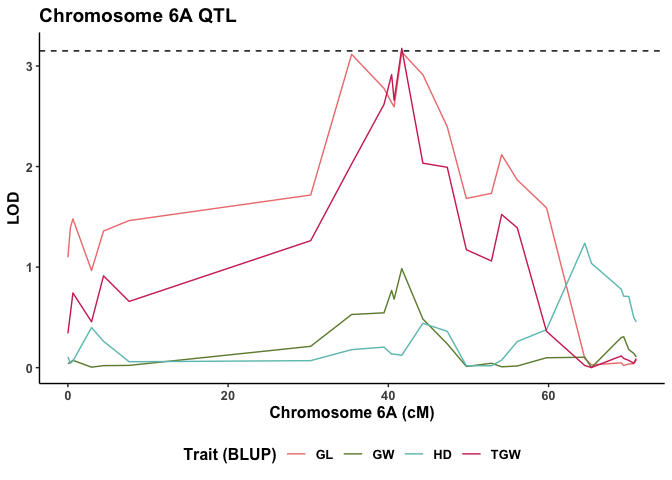 Chromosome 6A QTL
3
2
1
0
LOD
0 20 40 60
Chromosome 6A (cM)
Trait (BLUP) GL GW HD TGW